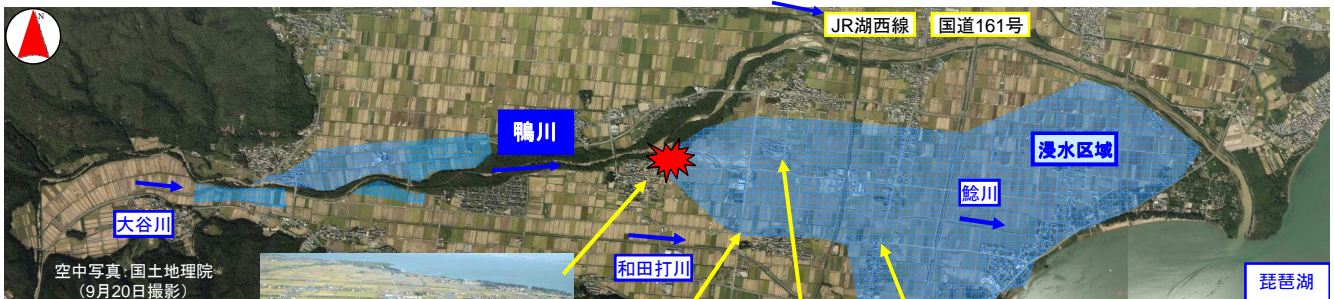 N
JR湖西線 国道161号
鴨川
浸水区域
鯰川
大谷川
和田打川
空中写真:国土地理院
(9月20日撮影)
琵琶湖